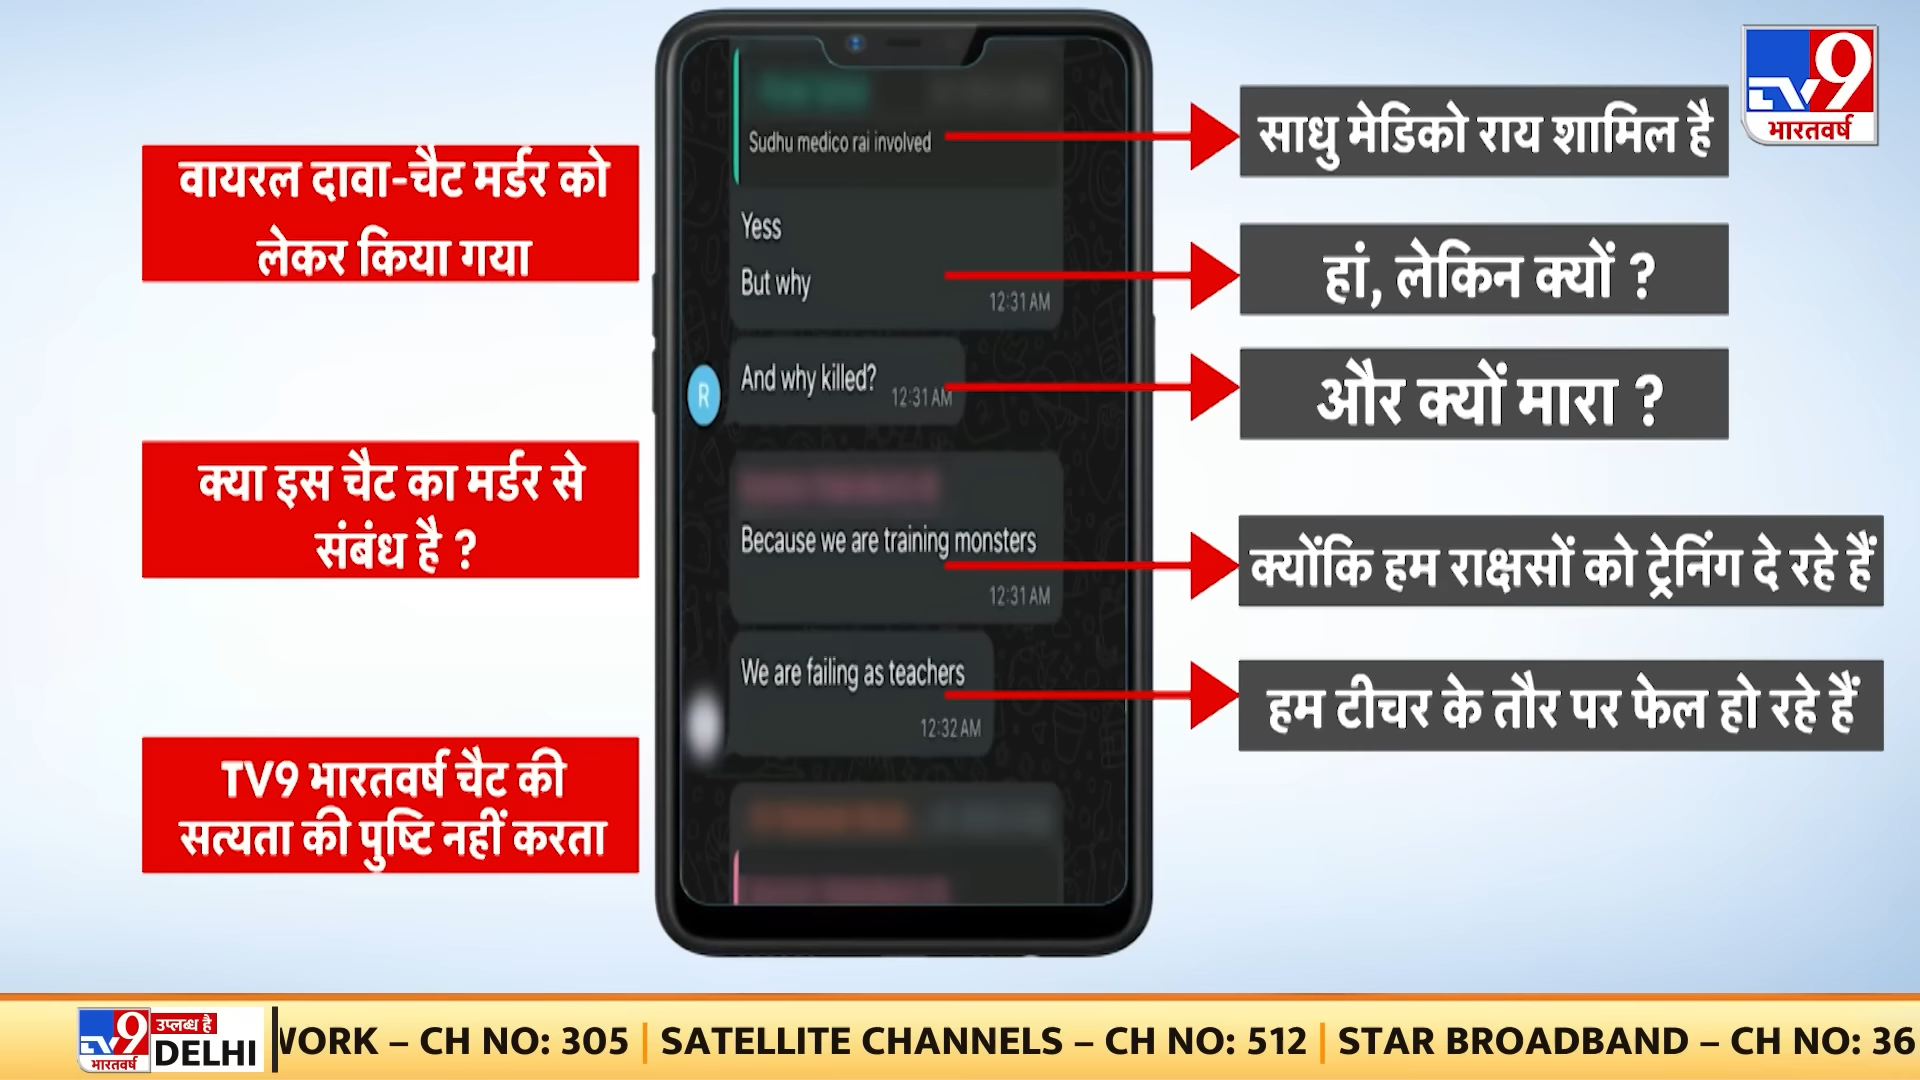 वायरल दावा-चैट मर्डर को
लेकर किया गया
क्या इस चैट का मर्डर से
संबंध है ?
TV9 भारतवर्ष चैट की
सत्यता की पुष्टि नहीं करता
Sudhu medico rai involved
Yess
But why
12:31 AM
R
And why killed?
12:31 AM
Because we are training monsters
12:31 AM
We are failing as teachers
12:32 AM
साधु मेडिको राय शामिल है
हां, लेकिन क्यों ?
और क्यों मारा ?
क्योंकि हम राक्षसों को ट्रेनिंग दे रहे हैं
हम टीचर के तौर पर फेल हो रहे हैं
TV9
भारतवर्ष
TV9
भारतवर्ष
उपलब्ध है
DELHI
WORK – CH NO: 305 | SATELLITE CHANNELS – CH NO: 512 | STAR BROADBAND – CH NO: 36